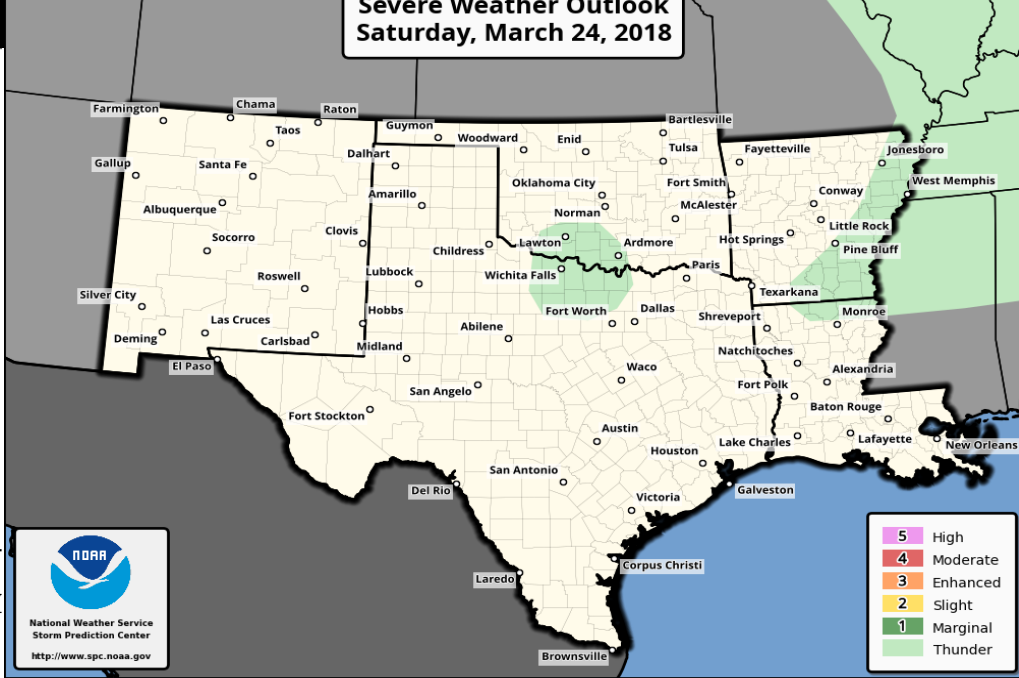 Severe Weather Outlook
Saturday, March 24, 2018
Farmington
Chama
Raton
Taos
Guymon
Woodward
Enid
Bartlesville
Tulsa
Fayetteville
Jonesboro
Gallup
Santa Fe
Dalhart
Amarillo
Oklahoma City
Fort Smith
Conway
West Memphis
Albuquerque
Norman
McAlester
Little Rock
Socorro
Clovis
Childress
Lawton
Ardmore
Hot Springs
Pine Bluff
Roswell
Lubbock
Wichita Falls
Paris
Texarkana
Silver City
Las Cruces
Hobbs
Fort Worth
Dallas
Shreveport
Monroe
Deming
Carlsbad
Midland
Abilene
Natchitoches
El Paso
San Angelo
Waco
Fort Polk
Alexandria
Fort Stockton
Baton Rouge
Austin
Houston
Lake Charles
Lafayette
New Orleans
San Antonio
Del Rio
Galveston
Victoria
Laredo
Corpus Christi
Brownsville
NOAA
National Weather Service
Storm Prediction Center
http://www.spc.noaa.gov
5 High
4 Moderate
3 Enhanced
2 Slight
1 Marginal
Thunder